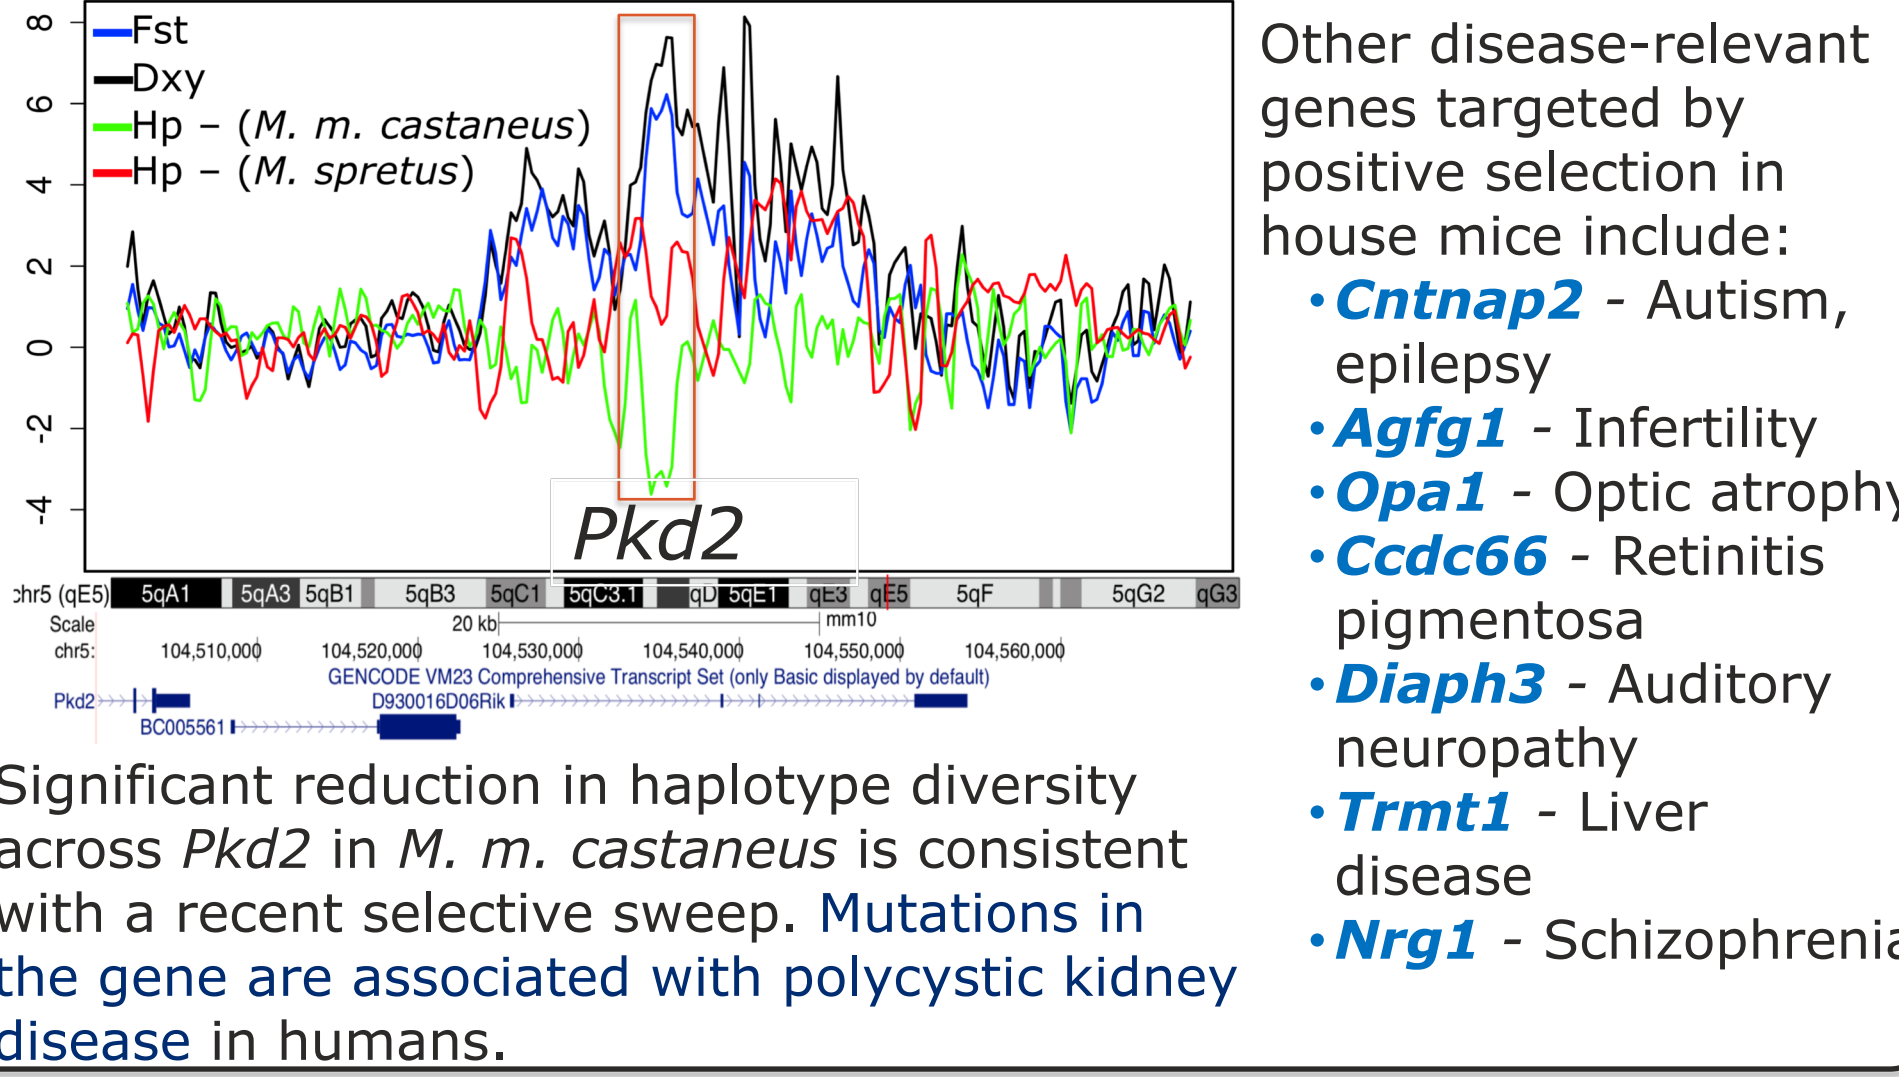 8
6
4
2
0
-2
-4
Fst
Dxy
Hp – (M. m. castaneus)
Hp – (M. spretus)
Pkd2
chr5 (qE5) 5qA1 5qA3 5qB1 5qB3 5qC1 5qC3.1 qD 5qE1 qE3 qE5 5qF 5qG2 qG3
Scale 20 kb mm10
chr5: 104,510,000 104,520,000 104,530,000 104,540,000 104,550,000 104,560,000
GENCODE VM23 Comprehensive Transcript Set (only Basic displayed by default)
Pkd2 D930016D06Rik
BC005561
Significant reduction in haplotype diversity
across Pkd2 in M. m. castaneus is consistent
with a recent selective sweep. Mutations in
the gene are associated with polycystic kidney
disease in humans.
Other disease-relevant
genes targeted by
positive selection in
house mice include:
•Cntnap2 - Autism,
epilepsy
•Agfg1 - Infertility
•Opa1 - Optic atrophy
•Ccdc66 - Retinitis
pigmentosa
•Diaph3 - Auditory
neuropathy
•Trmt1 - Liver
disease
•Nrg1 - Schizophrenia